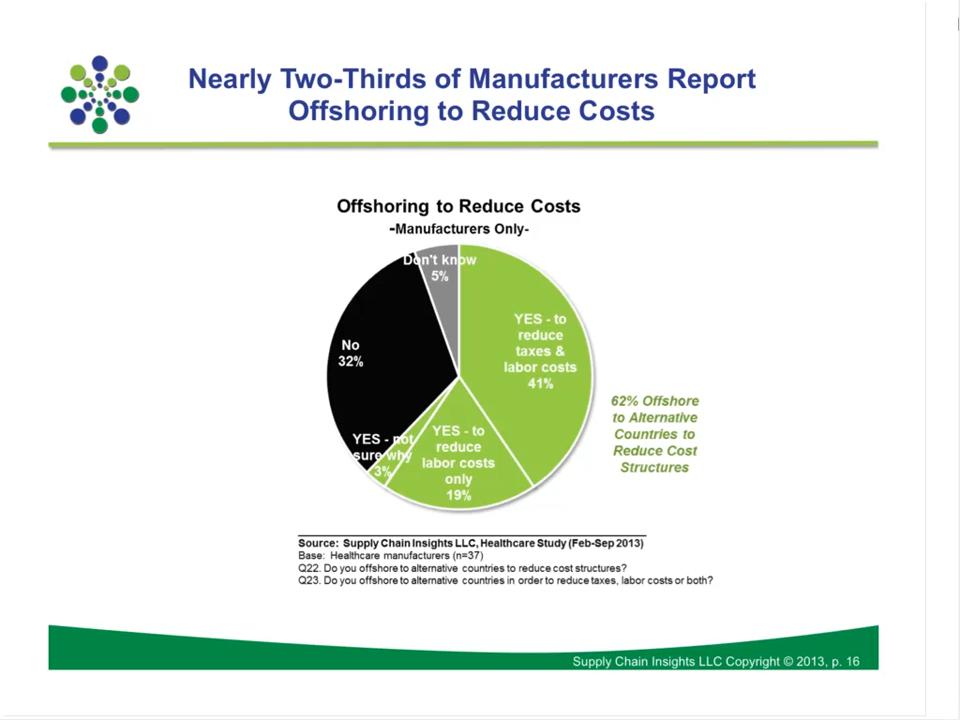 Nearly Two-Thirds of Manufacturers Report
Offshoring to Reduce Costs
Offshoring to Reduce Costs
-Manufacturers Only-
Don't know
5%
YES - to
reduce
taxes &
labor costs
41%
No
32%
62% Offshore
to Alternative
Countries to
Reduce Cost
Structures
YES - not
sure why
3%
YES - to
reduce
labor costs
only
19%
Source: Supply Chain Insights LLC, Healthcare Study (Feb-Sep 2013)
Base: Healthcare manufacturers (n=37)
Q22. Do you offshore to alternative countries to reduce cost structures?
Q23. Do you offshore to alternative countries in order to reduce taxes, labor costs or both?
Supply Chain Insights LLC Copyright © 2013, p. 16